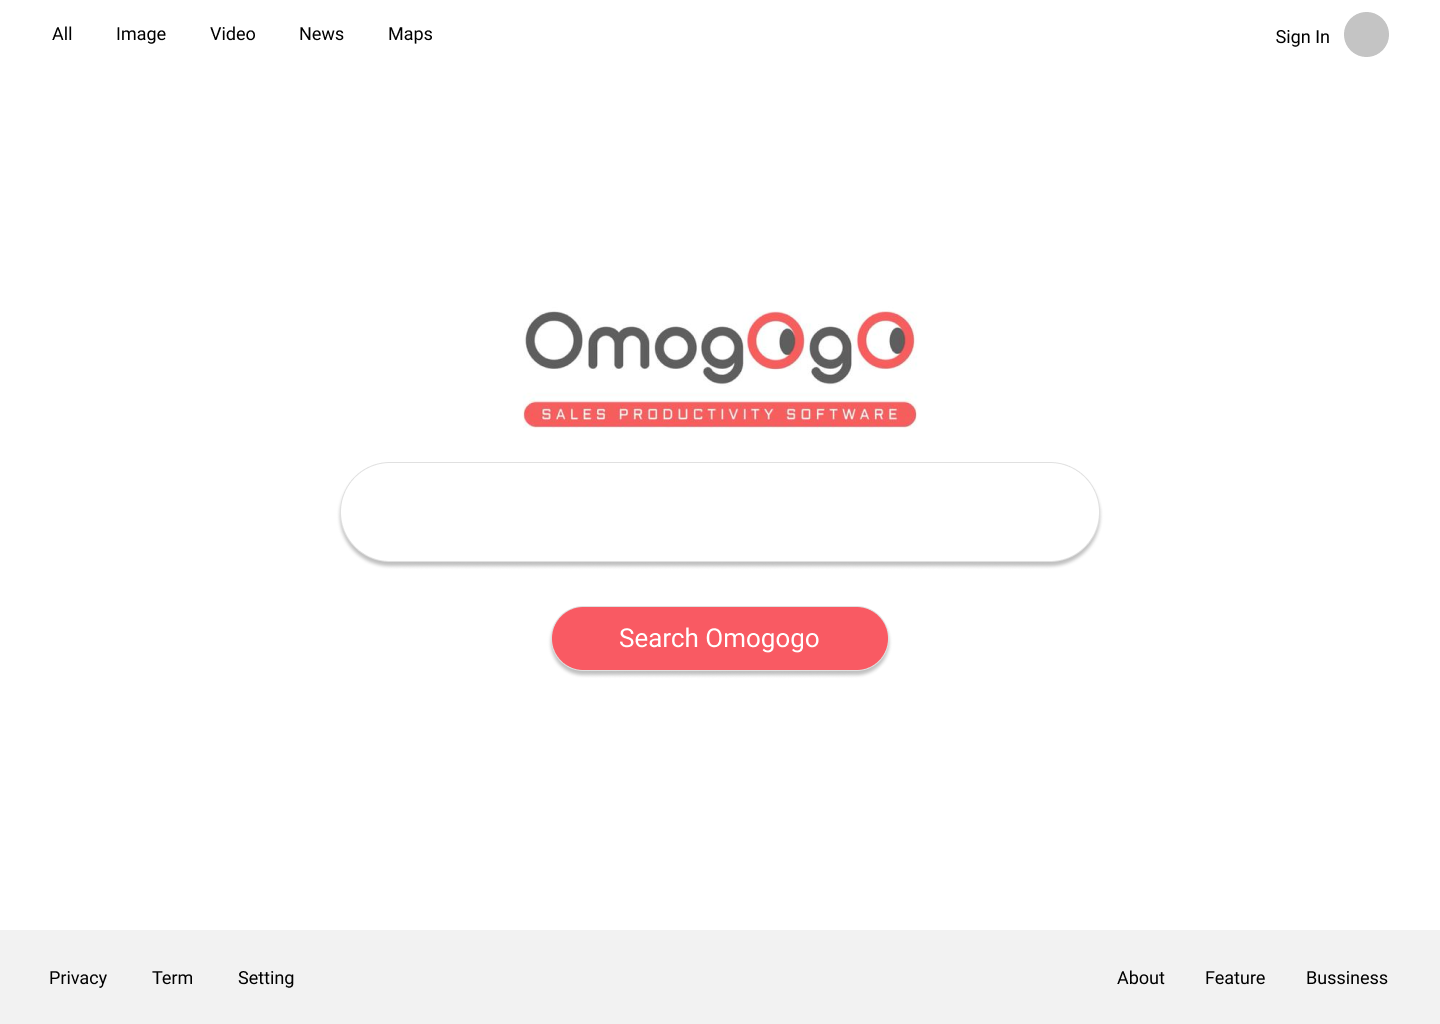 All Image Video News Maps Sign In
OmogOgO
SALES PRODUCTIVITY SOFTWARE
Search Omogogo
Privacy Term Setting About Feature Bussiness